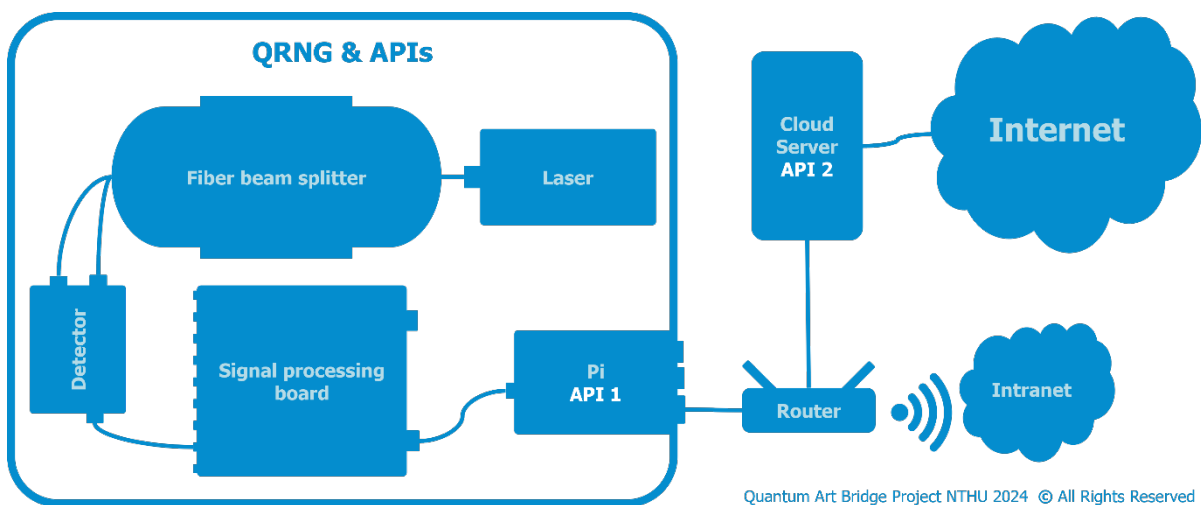 QRNG & APIs
Fiber beam splitter
Laser
Detector
Signal processing
board
Pi
API 1
Cloud
Server
API 2
Internet
Router
Intranet
Quantum Art Bridge Project NTHU 2024 © All Rights Reserved